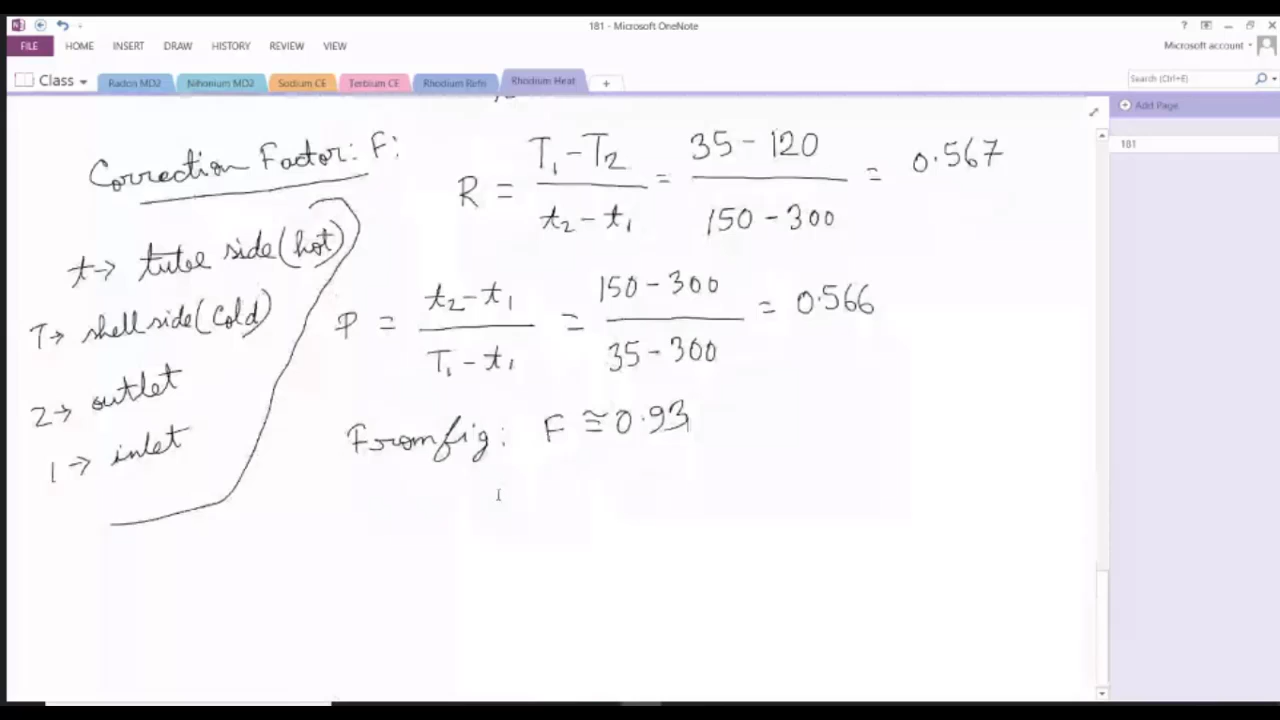 181 - Microsoft OneNote
FILE HOME INSERT DRAW HISTORY REVIEW VIEW
Microsoft account
Class Radon MD2 Nihonium MD2 Sodium CE Terbium CE Rhodium Refn Rhodium Heat +
Search (Ctrl+E)
Add Page
181
Correction Factor: F:
R = (T₁ - T₂)/(t₂ - t₁) = (35 - 120)/(150 - 300) = 0.567
t → tube side (hot)
T → shell side (cold)
2 → outlet
1 → inlet
P = (t₂ - t₁)/(T₁ - t₁) = (150 - 300)/(35 - 300) = 0.566
From fig: F ≅ 0.93